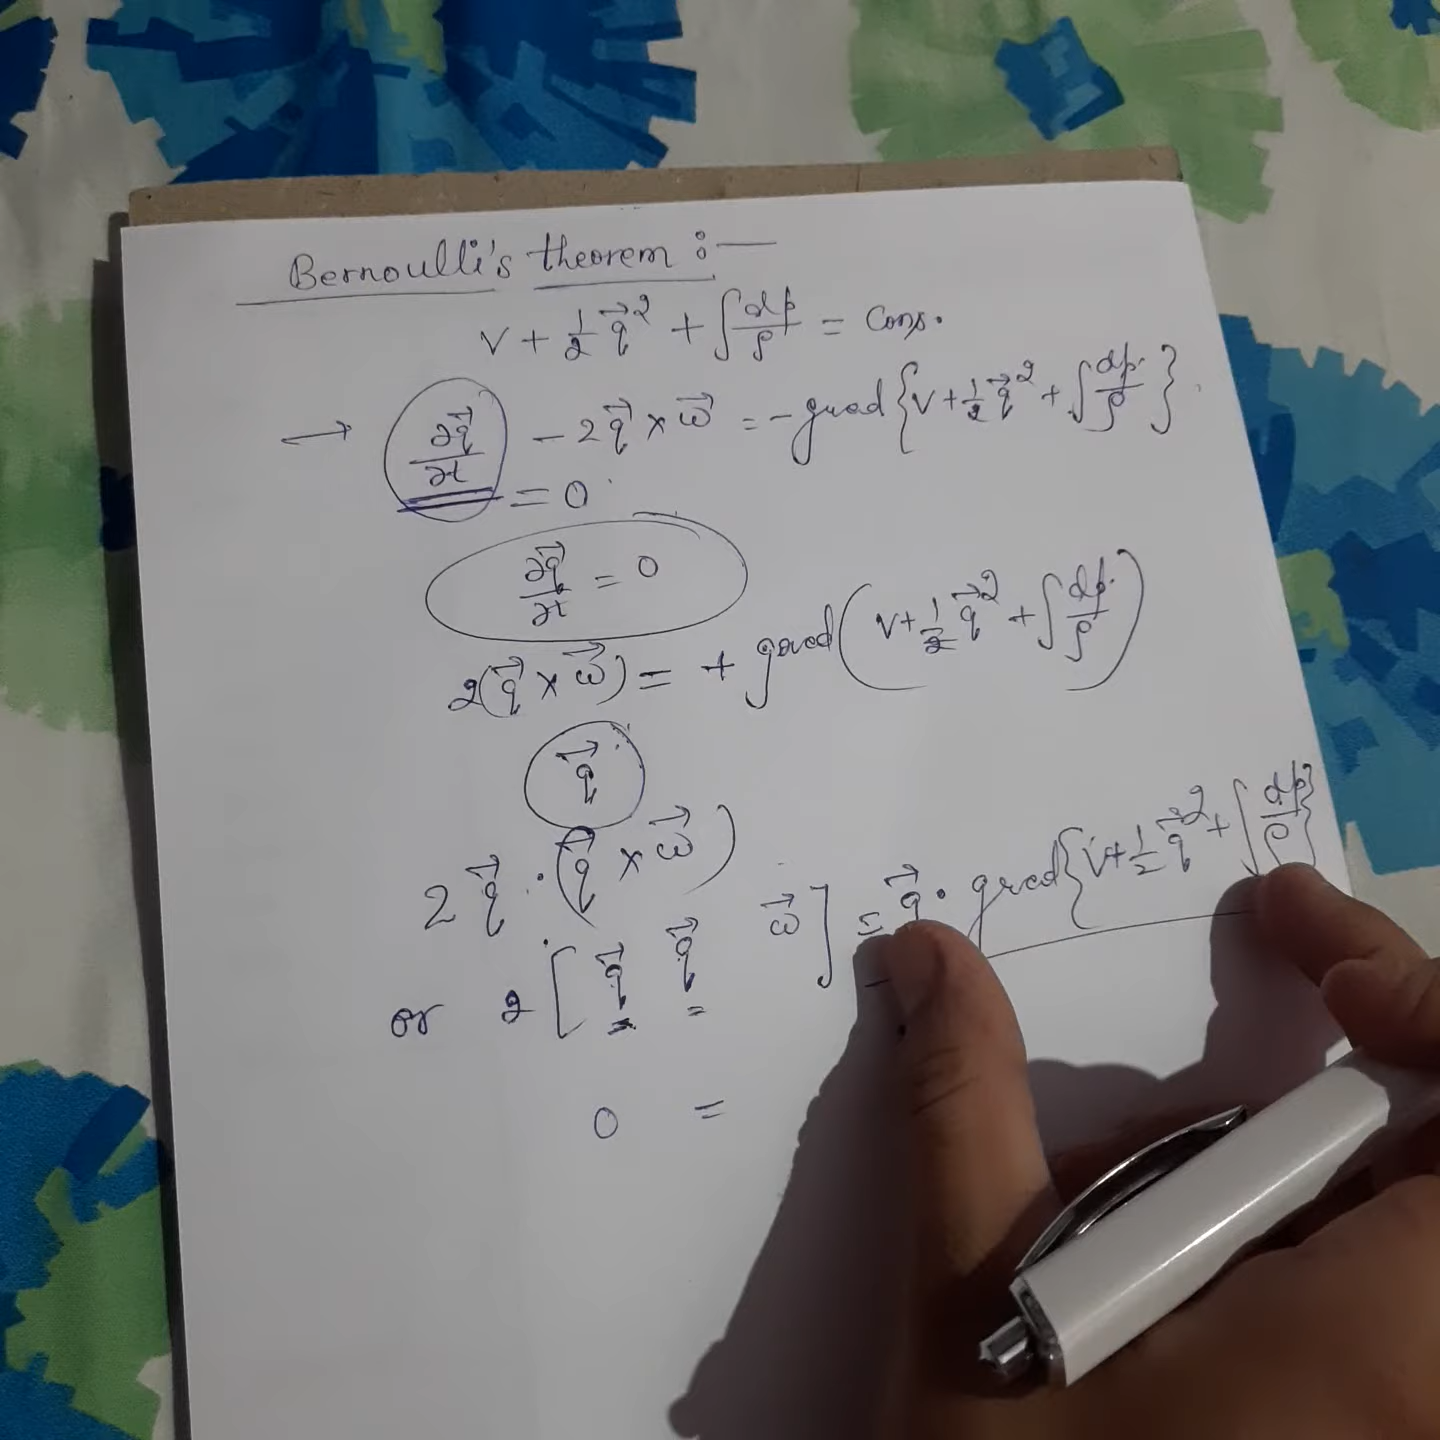 Bernoulli's theorem :—
V + 1/2 q⃗² + ∫dp/ρ = Cons.
→ ∂q⃗/∂t − 2q⃗ × ω⃗ = −grad{V + 1/2 q⃗² + ∫dp/ρ}
= 0
∂q⃗/∂t = 0
2(q⃗ × ω⃗) = + grad(V + 1/2 q⃗² + ∫dp/ρ)
q⃗
2 q⃗ · (q⃗ × ω⃗)
or 2[q⃗ q⃗ ω⃗] = q⃗ · grad{V + 1/2 q⃗² + ∫dp/ρ}
0 =